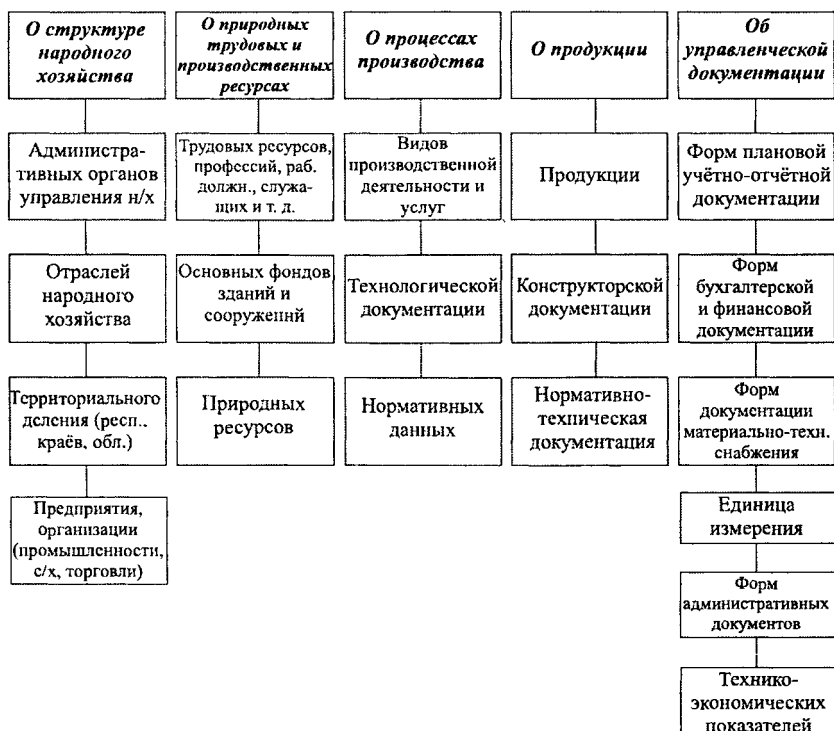 О структуре
народного
хозяйства
Административных органов
управления н/х
Отраслей
народного
хозяйства
Территориального
деления (респ.,
краёв, обл.)
Предприятия,
организации
(промышленности,
с/х, торговли)
О природных
трудовых и
производственных
ресурсах
Трудовых ресурсов,
профессий, раб.
должн., служа-
щих и т. д.
Основных фондов,
зданий и
сооружений
Природных
ресурсов
О процессах
производства
Видов
производственной
деятельности и
услуг
Технологической
документации
Нормативных
данных
О продукции
Продукции
Конструкторской
документации
Нормативно-
техническая
документация
Об
управленческой
документации
Форм плановой
учётно-отчётной
документации
Форм
бухгалтерской
и финансовой
документации
Форм
документации
материально-техн.
снабжения
Единица
измерения
Форм
административных
документов
Технико-
экономических
показателей